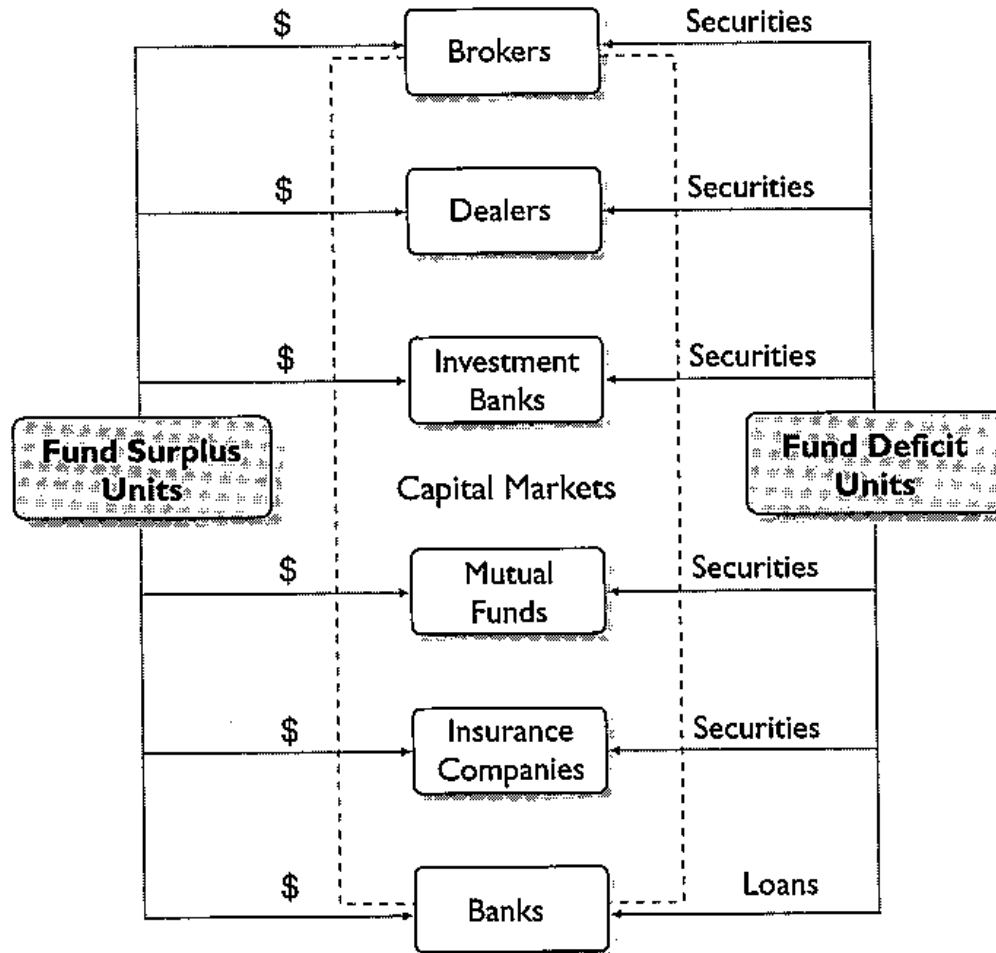 $
Brokers
Securities
$
Dealers
Securities
$
Investment
Banks
Securities
Fund Surplus
Units
Capital Markets
Fund Deficit
Units
$
Mutual
Funds
Securities
$
Insurance
Companies
Securities
$
Banks
Loans